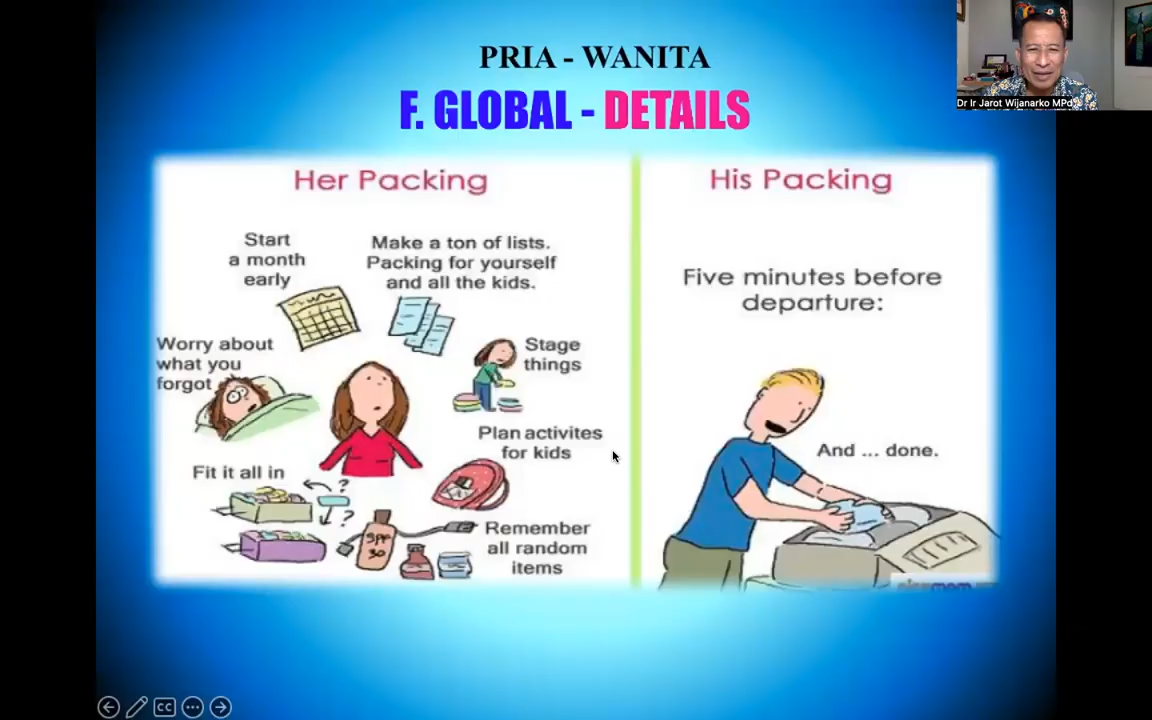 PRIA - WANITA
F. GLOBAL - DETAILS
Dr Ir Jarot Wijanarko MPd
Her Packing
Start
a month
early
Make a ton of lists.
Packing for yourself
and all the kids.
Worry about
what you
forgot
Stage
things
Plan activites
for kids
Fit it all in
?
?
SPF
30
Remember
all random
items
His Packing
Five minutes before
departure:
And ... done.
CC